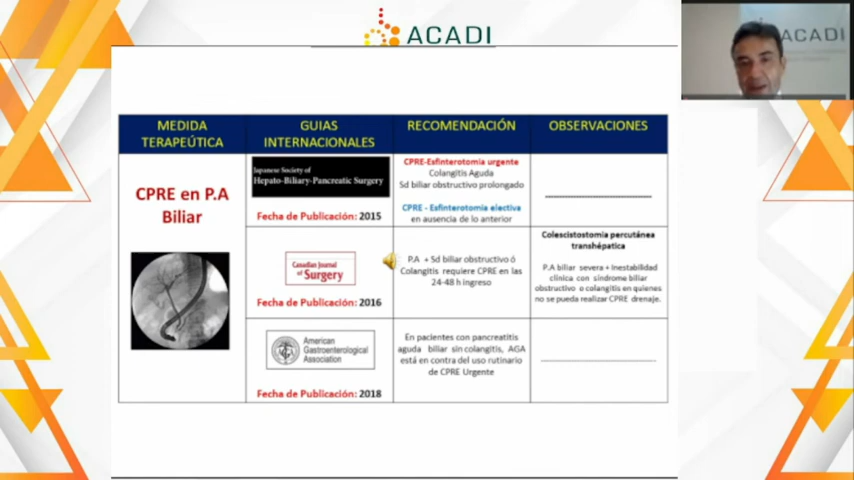 ACADI
ACADI
MEDIDA
TERAPEÚTICA
GUIAS
INTERNACIONALES
RECOMENDACIÓN
OBSERVACIONES
CPRE en P.A
Biliar
Japanese Society of
Hepato-Biliary-Pancreatic Surgery
Fecha de Publicación: 2015
CPRE-Esfinterotomia urgente
Colangitis Aguda
Sd biliar obstructivo prolongado
CPRE - Esfinterotomia electiva
en ausencia de lo anterior
Canadian Journal
of Surgery
Fecha de Publicación: 2016
P.A + Sd biliar obstructivo ó
Colangitis requiere CPRE en las
24-48 h ingreso
Colescistostomia percutánea
transhépatica
P.A biliar severa + Inestabilidad
clínica con síndrome biliar
obstructivo o colangitis en quienes
no se pueda realizar CPRE drenaje.
American
Gastroenterological
Association
Fecha de Publicación: 2018
En pacientes con pancreatitis
aguda biliar sin colangitis, AGA
está en contra del uso rutinario
de CPRE Urgente